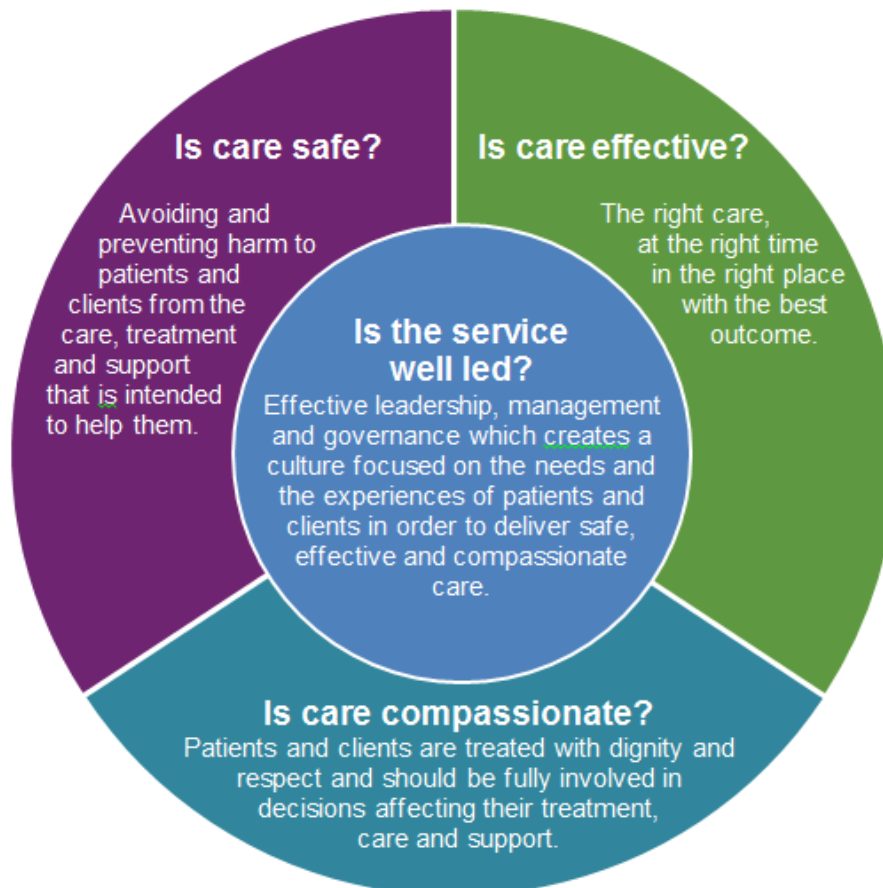 Is care safe?
Avoiding and
preventing harm to
patients and
clients from the
care, treatment
and support
that is intended
to help them.
Is care effective?
The right care,
at the right time
in the right place
with the best
outcome.
Is the service
well led?
Effective leadership, management
and governance which creates a
culture focused on the needs and
the experiences of patients and
clients in order to deliver safe,
effective and compassionate
care.
Is care compassionate?
Patients and clients are treated with dignity and
respect and should be fully involved in
decisions affecting their treatment,
care and support.